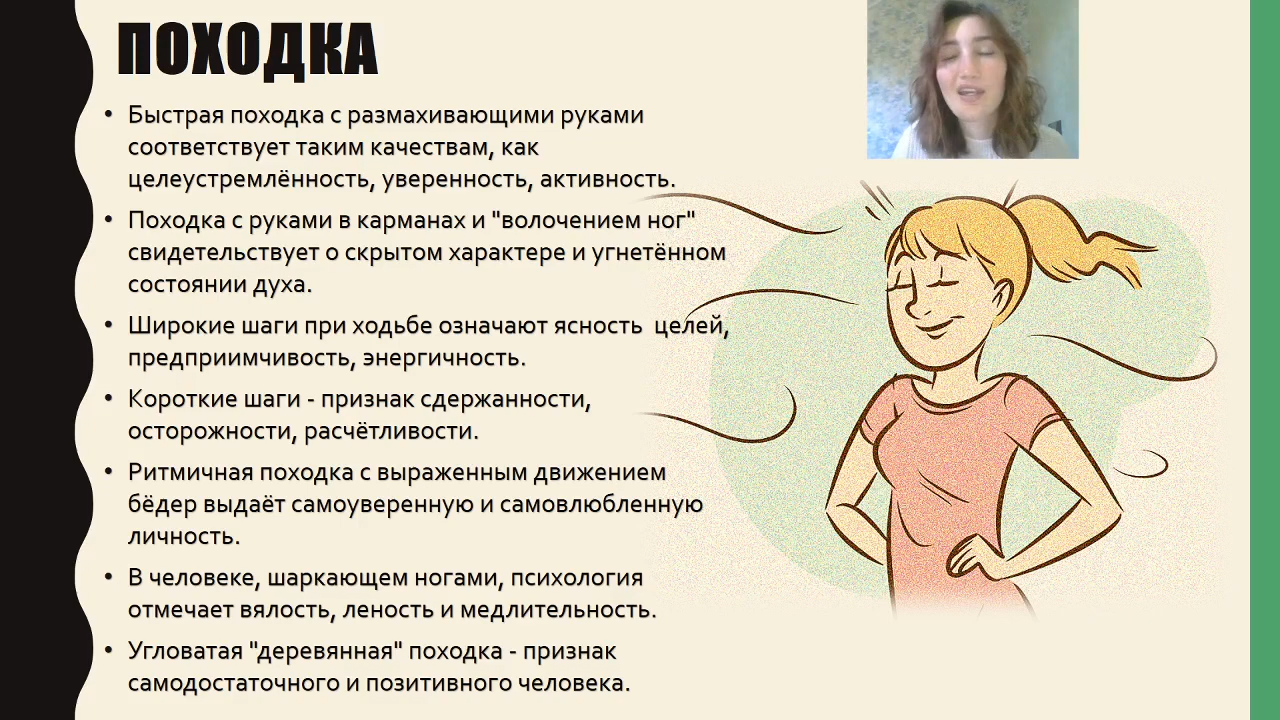 ПОХОДКА
• Быстрая походка с размахивающими руками
соответствует таким качествам, как
целеустремлённость, уверенность, активность.
• Походка с руками в карманах и "волочением ног"
свидетельствует о скрытом характере и угнетённом
состоянии духа.
• Широкие шаги при ходьбе означают ясность  целей,
предприимчивость, энергичность.
• Короткие шаги - признак сдержанности,
осторожности, расчётливости.
• Ритмичная походка с выраженным движением
бёдер выдаёт самоуверенную и самовлюбленную
личность.
• В человеке, шаркающем ногами, психология
отмечает вялость, леность и медлительность.
• Угловатая "деревянная" походка - признак
самодостаточного и позитивного человека.